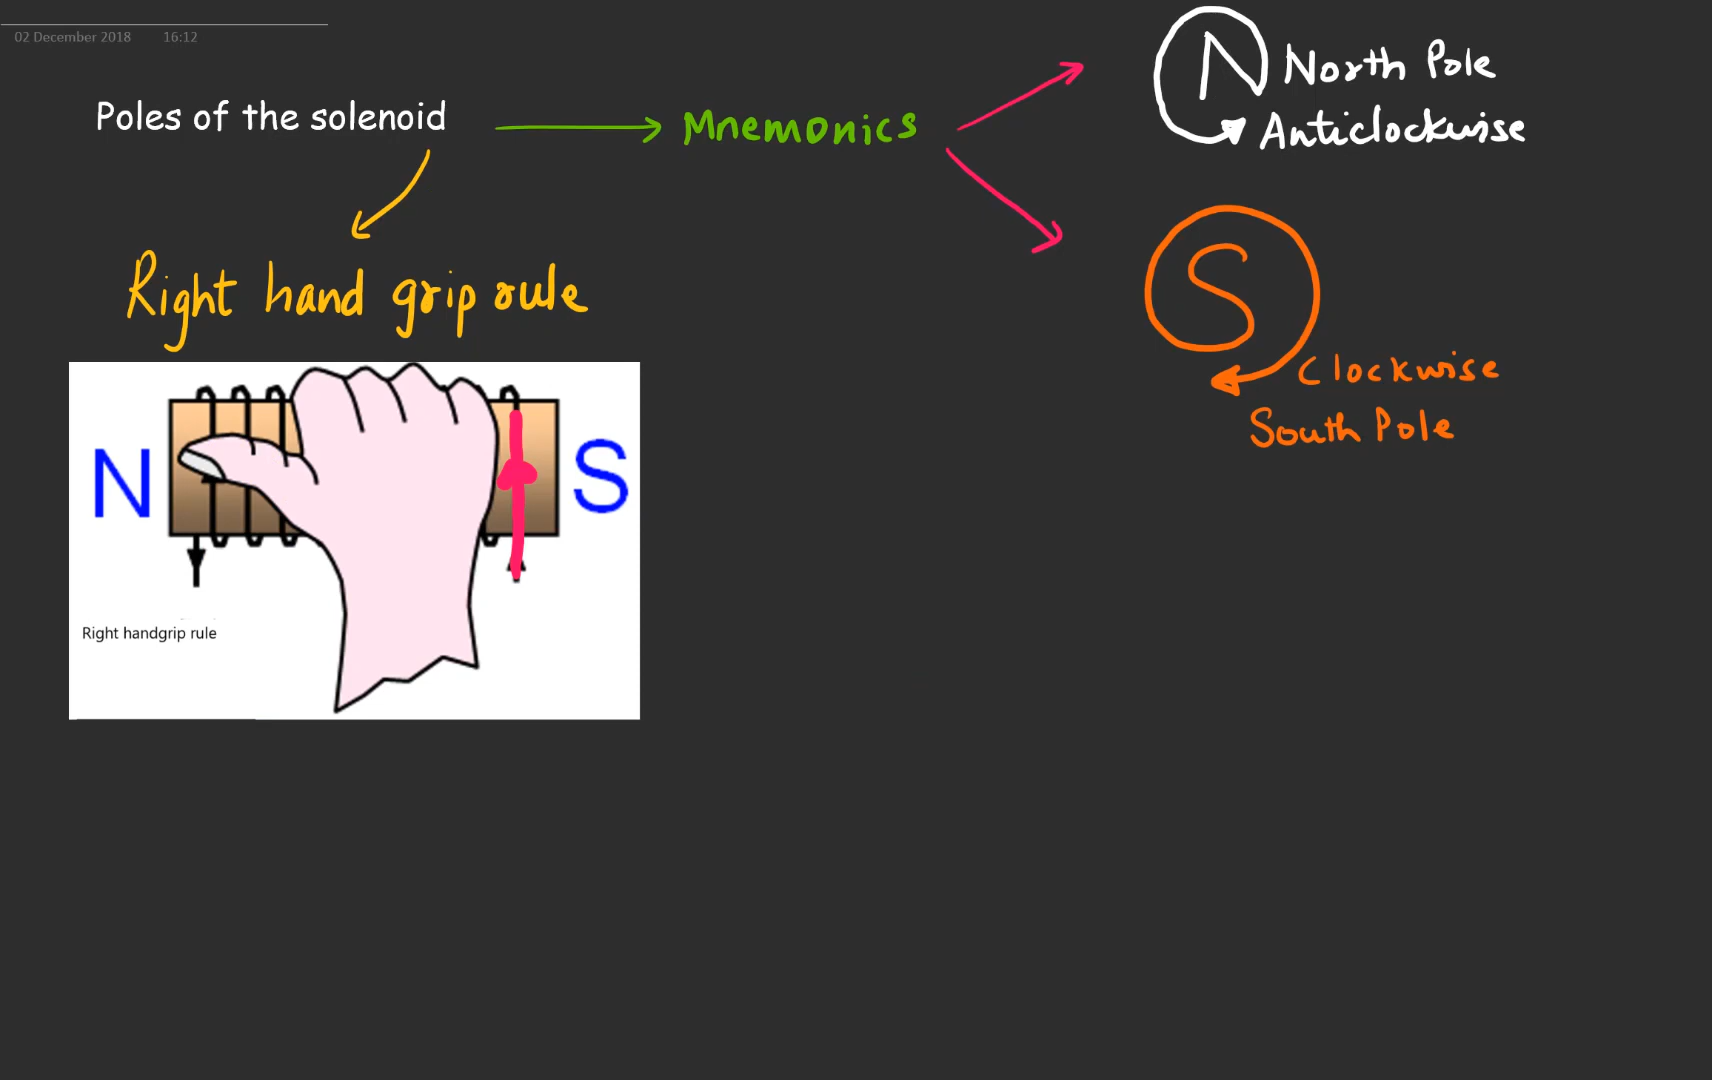 02 December 2018 16:12
Poles of the solenoid
Mnemonics
N North Pole
Anticlockwise
S
Clockwise
South Pole
Right hand grip rule
N S
Right handgrip rule